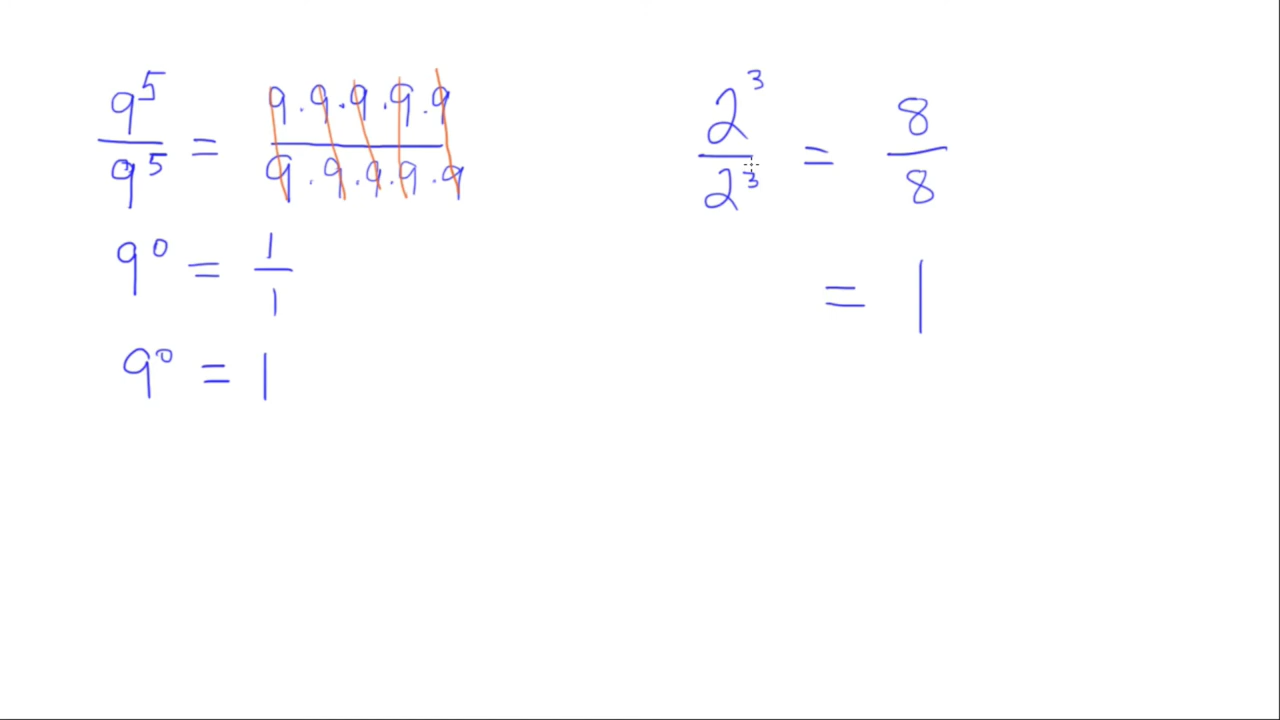 9^5 / 9^5 = 9·9·9·9·9 / 9·9·9·9·9
9^0 = 1 / 1
9^0 = 1
2^3 / 2^3 = 8 / 8
= 1